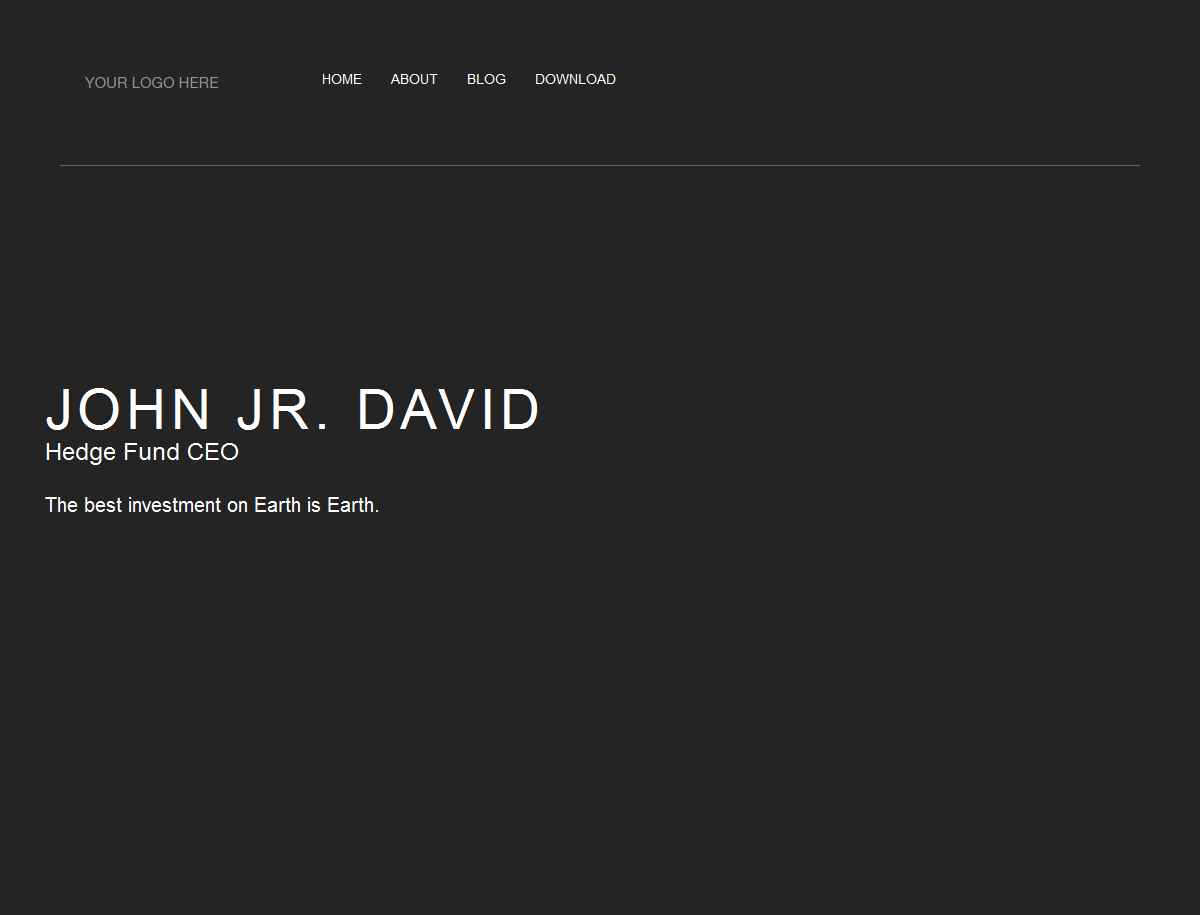 YOUR LOGO HERE
HOME ABOUT BLOG DOWNLOAD
JOHN JR. DAVID
Hedge Fund CEO
The best investment on Earth is Earth.